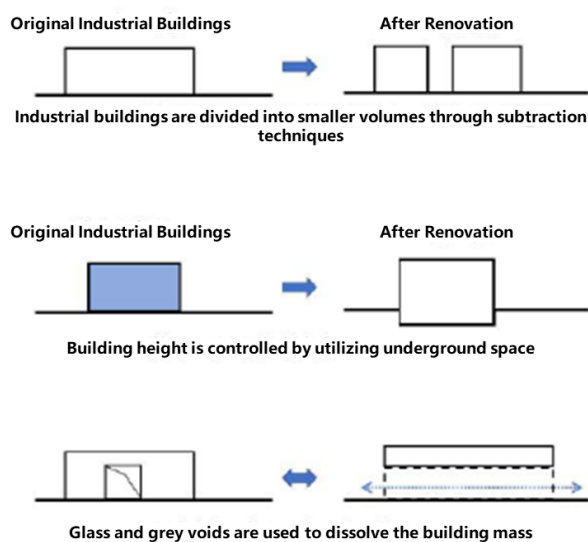 Original Industrial Buildings
After Renovation
Industrial buildings are divided into smaller volumes through subtraction
techniques
Original Industrial Buildings
After Renovation
Building height is controlled by utilizing underground space
Glass and grey voids are used to dissolve the building mass